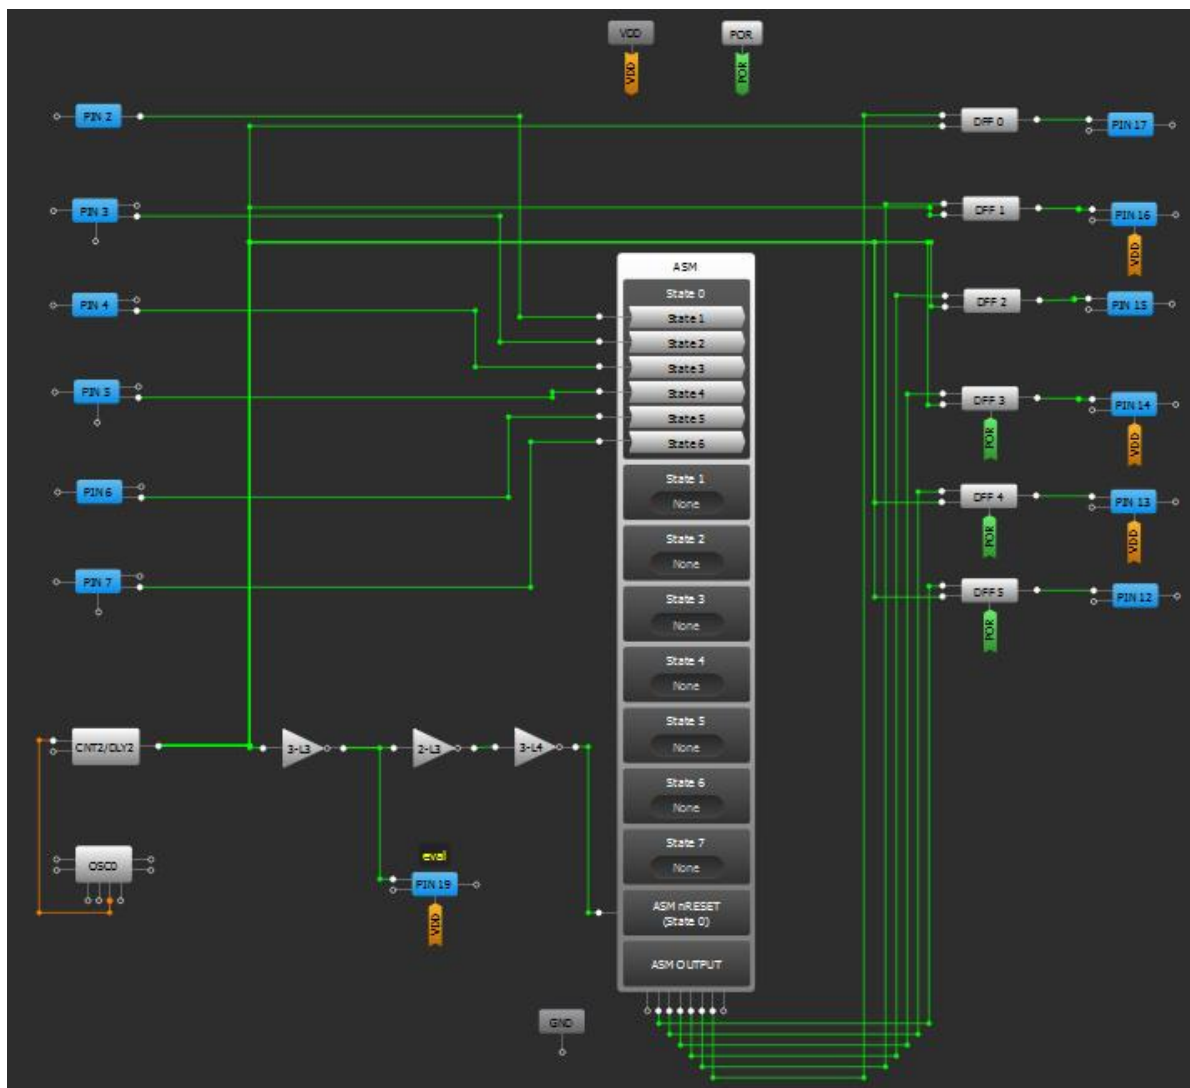 VDD
POR
VDD
POR
PIN 2
DFF 0
PIN 17
PIN 3
DFF 1
PIN 16
VDD
ASM
State 0
PIN 4
State 1
DFF 2
PIN 15
State 2
State 3
PIN 5
State 4
DFF 3
PIN 14
POR
VDD
State 5
State 6
PIN 6
State 1
None
DFF 4
PIN 13
POR
VDD
State 2
None
PIN 7
State 3
None
DFF 5
PIN 12
POR
State 4
None
State 5
None
CNT2/DLY2
3-L3
2-L3
3-L4
State 6
None
State 7
None
OSC0
eval
PIN 19
VDD
ASM nRESET
(State 0)
ASM OUTPUT
GND